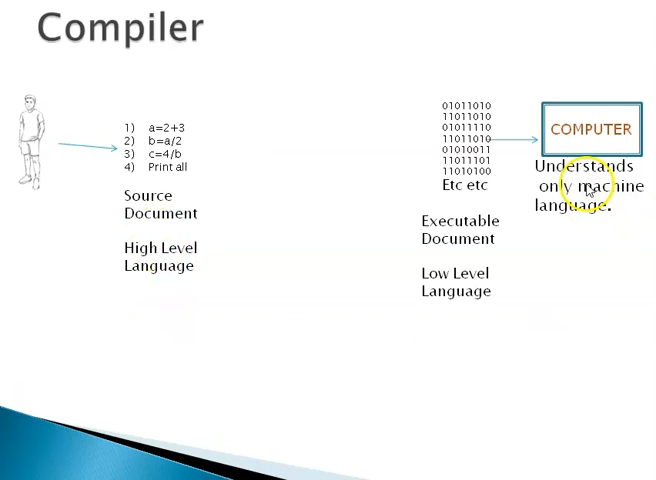 Compiler
1) a=2+3
2) b=a/2
3) c=4/b
4) Print all
Source
Document
High Level
Language
01011010
11011010
01011110
11011010
01010011
11011101
11010100
Etc etc
Executable
Document
Low Level
Language
COMPUTER
Understands
only machine
language.